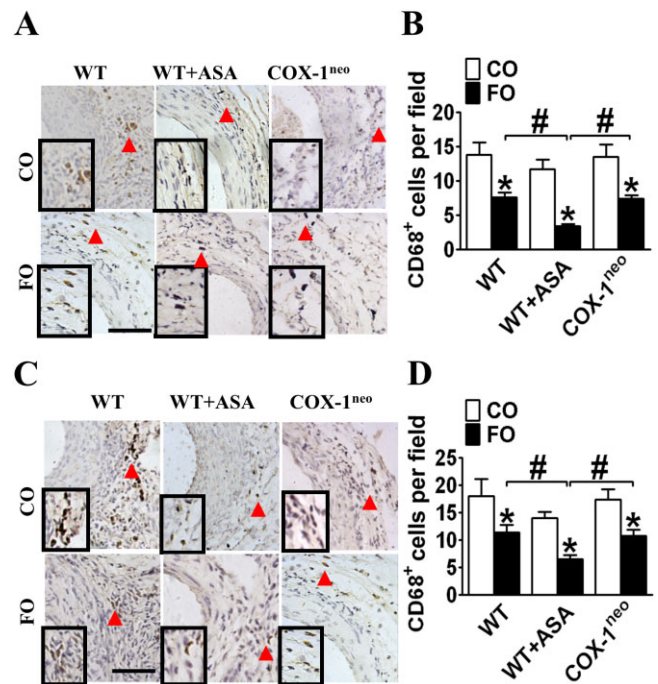 A
WT WT+ASA COX-1neo
CO
FO
B
CO
FO
CD68+ cells per field
20
15
10
5
0
# #
* * *
WT WT+ASA COX-1neo
C
WT WT+ASA COX-1neo
CO
FO
D
CO
FO
CD68+ cells per field
25
20
15
10
5
0
# #
* * *
WT WT+ASA COX-1neo